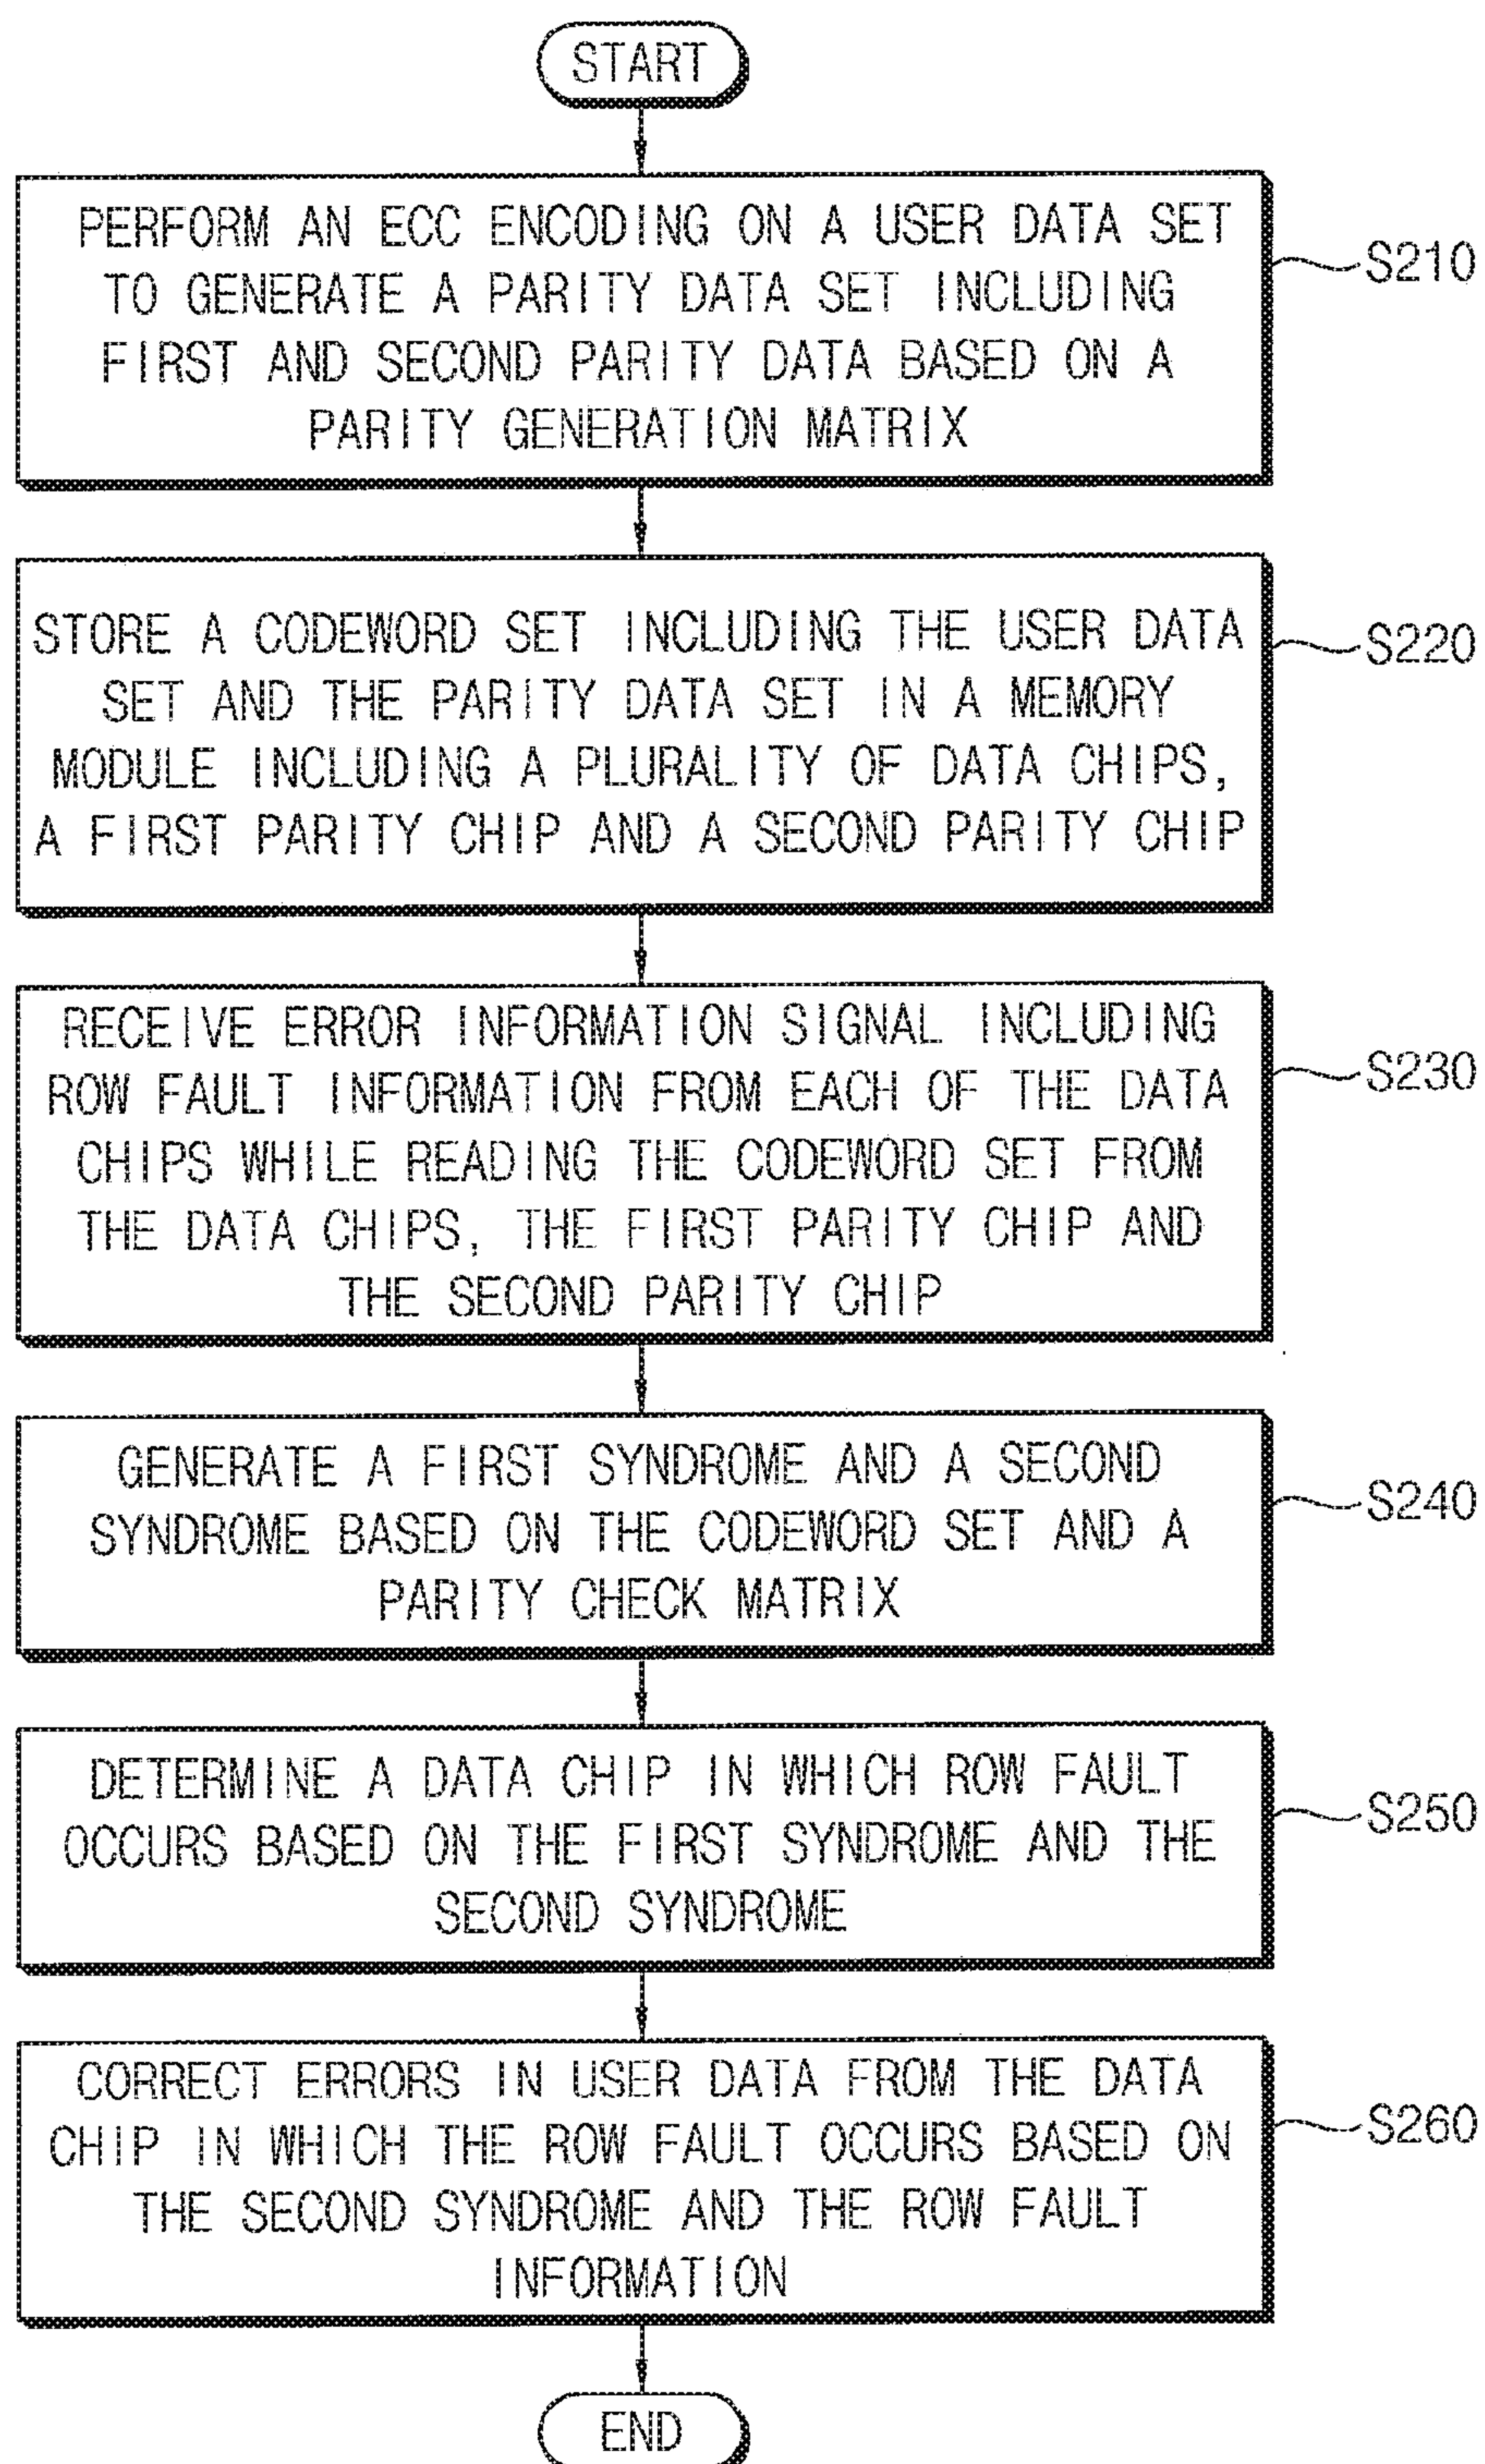 START
PERFORM AN ECC ENCODING ON A USER DATA SET
TO GENERATE A PARITY DATA SET INCLUDING
FIRST AND SECOND PARITY DATA BASED ON A
PARITY GENERATION MATRIX
S210
STORE A CODEWORD SET INCLUDING THE USER DATA
SET AND THE PARITY DATA SET IN A MEMORY
MODULE INCLUDING A PLURALITY OF DATA CHIPS,
A FIRST PARITY CHIP AND A SECOND PARITY CHIP
S220
RECEIVE ERROR INFORMATION SIGNAL INCLUDING
ROW FAULT INFORMATION FROM EACH OF THE DATA
CHIPS WHILE READING THE CODEWORD SET FROM
THE DATA CHIPS, THE FIRST PARITY CHIP AND
THE SECOND PARITY CHIP
S230
GENERATE A FIRST SYNDROME AND A SECOND
SYNDROME BASED ON THE CODEWORD SET AND A
PARITY CHECK MATRIX
S240
DETERMINE A DATA CHIP IN WHICH ROW FAULT
OCCURS BASED ON THE FIRST SYNDROME AND THE
SECOND SYNDROME
S250
CORRECT ERRORS IN USER DATA FROM THE DATA
CHIP IN WHICH THE ROW FAULT OCCURS BASED ON
THE SECOND SYNDROME AND THE ROW FAULT
INFORMATION
S260
END